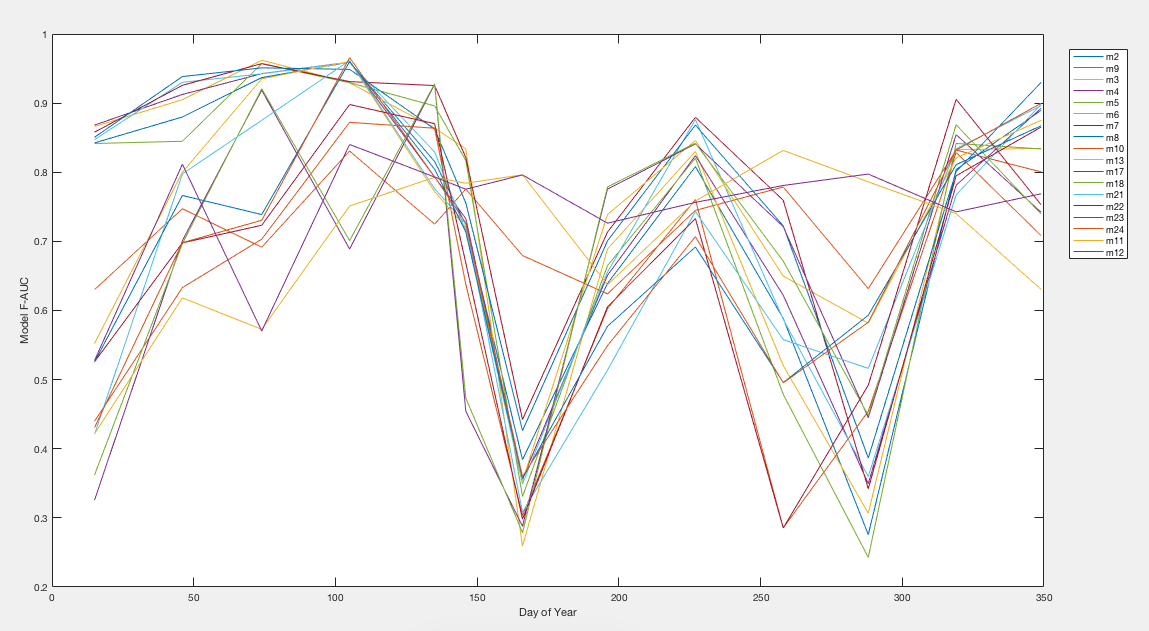 1
0.9
0.8
0.7
0.6
0.5
0.4
0.3
0.2
Model F-AUC
0 50 100 150 200 250 300 350
Day of Year
m2
m9
m3
m4
m5
m6
m7
m8
m10
m13
m17
m18
m21
m22
m23
m24
m11
m12